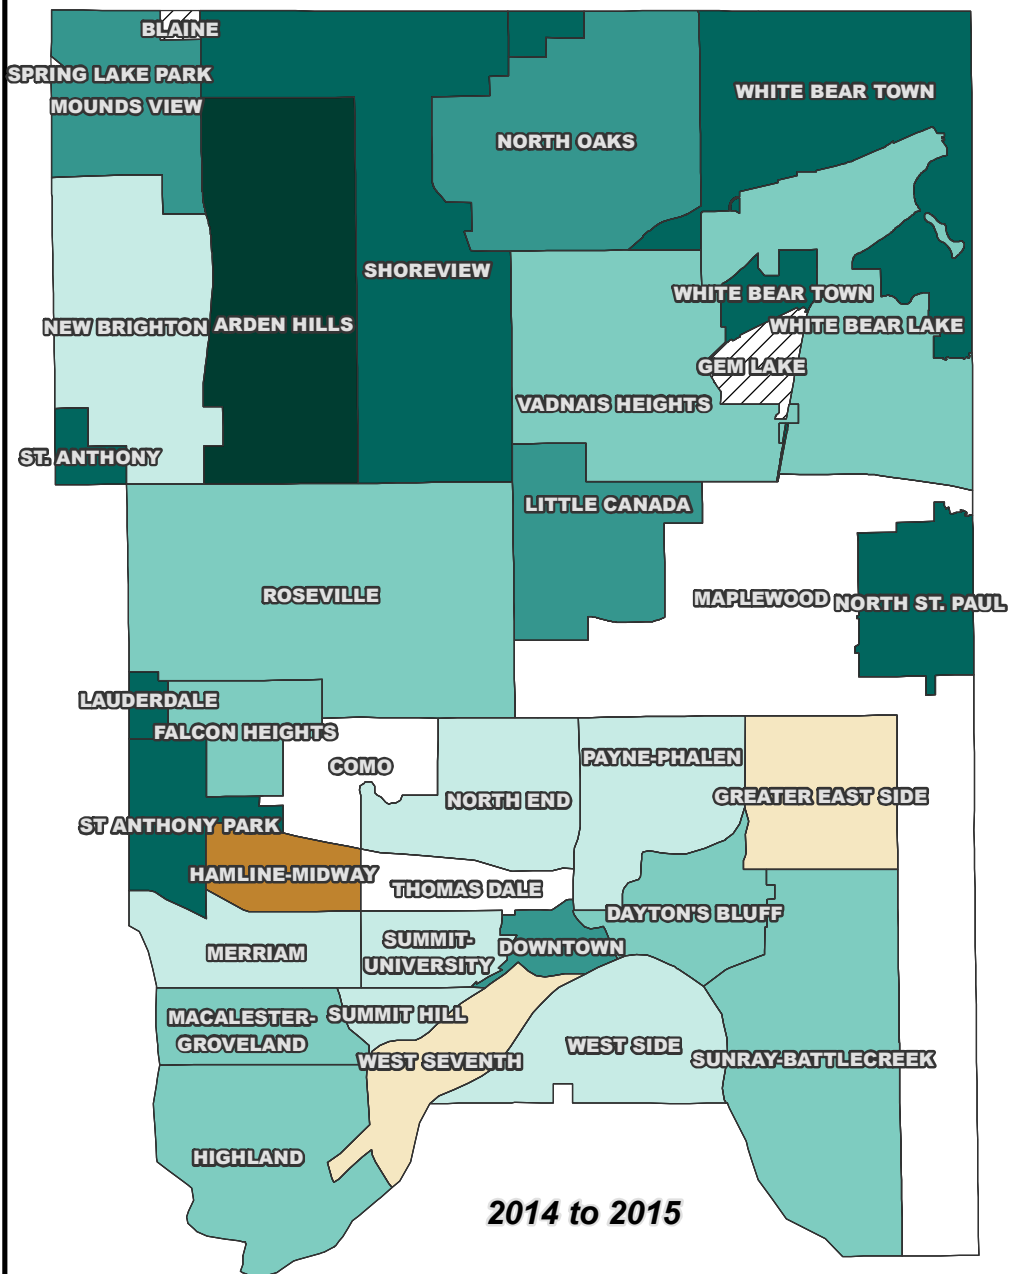 BLAINE
SPRING LAKE PARK
WHITE BEAR TOWN
MOUNDS VIEW
NORTH OAKS
SHOREVIEW
WHITE BEAR TOWN
NEW BRIGHTON
ARDEN HILLS
WHITE BEAR LAKE
GEM LAKE
VADNAIS HEIGHTS
ST. ANTHONY
LITTLE CANADA
ROSEVILLE
MAPLEWOOD
NORTH ST. PAUL
LAUDERDALE
FALCON HEIGHTS
COMO
PAYNE-PHALEN
NORTH END
GREATER EAST SIDE
ST ANTHONY PARK
HAMLINE-MIDWAY
THOMAS DALE
DAYTON'S BLUFF
MERRIAM
SUMMIT-
UNIVERSITY
DOWNTOWN
MACALESTER-
GROVELAND
SUMMIT HILL
WEST SEVENTH
WEST SIDE
SUNRAY-BATTLECREEK
HIGHLAND
2014 to 2015